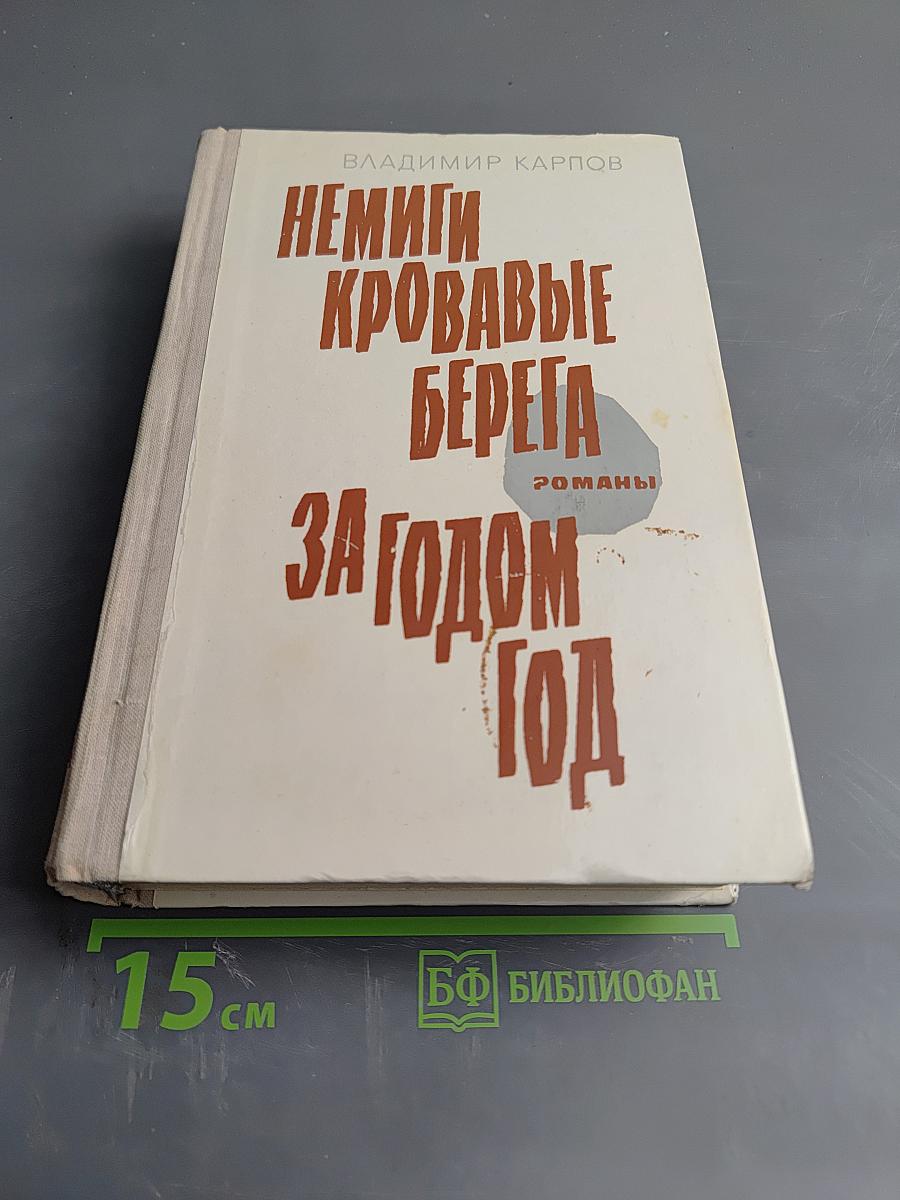 ВЛАДИМИР КАРПОВ
НЕМИГИ
КРОВАВЫЕ
БЕРЕГА
РОМАНЫ
ЗА ГОДОМ
ГОД
15 см
БФ БИБЛИОФАН